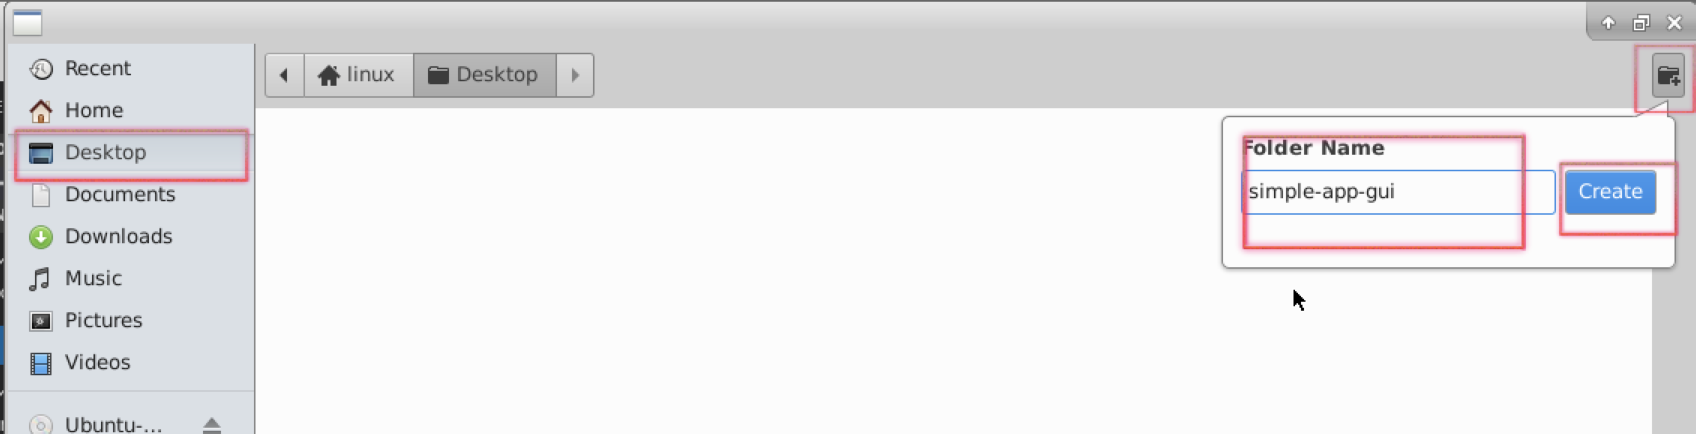 Recent
Home
Desktop
Documents
Downloads
Music
Pictures
Videos
Ubuntu-...
linux
Desktop
Folder Name
simple-app-gui
Create